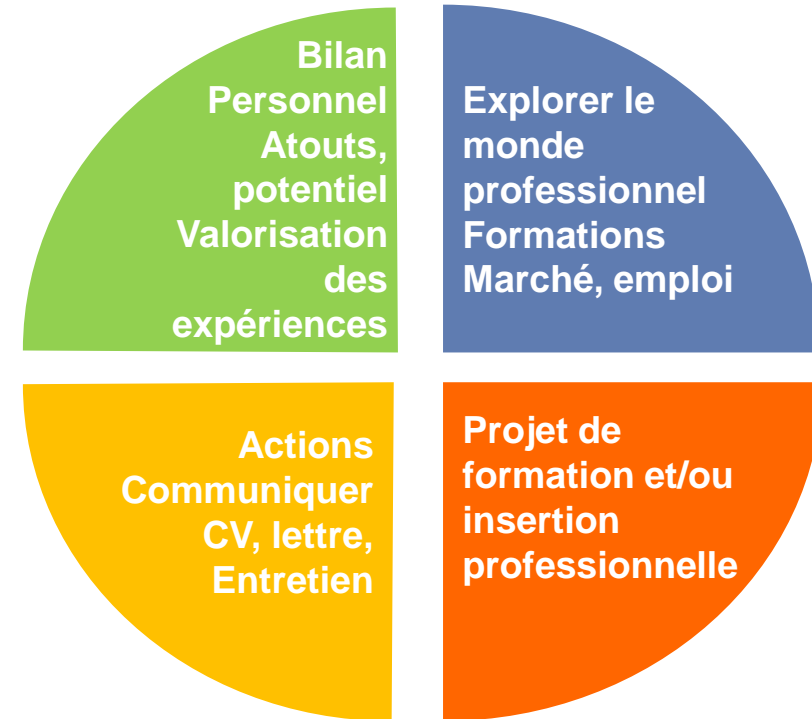 Bilan
Personnel
Atouts,
potentiel
Valorisation
des
expériences
Explorer le
monde
professionnel
Formations
Marché, emploi
Actions
Communiquer
CV, lettre,
Entretien
Projet de
formation et/ou
insertion
professionnelle